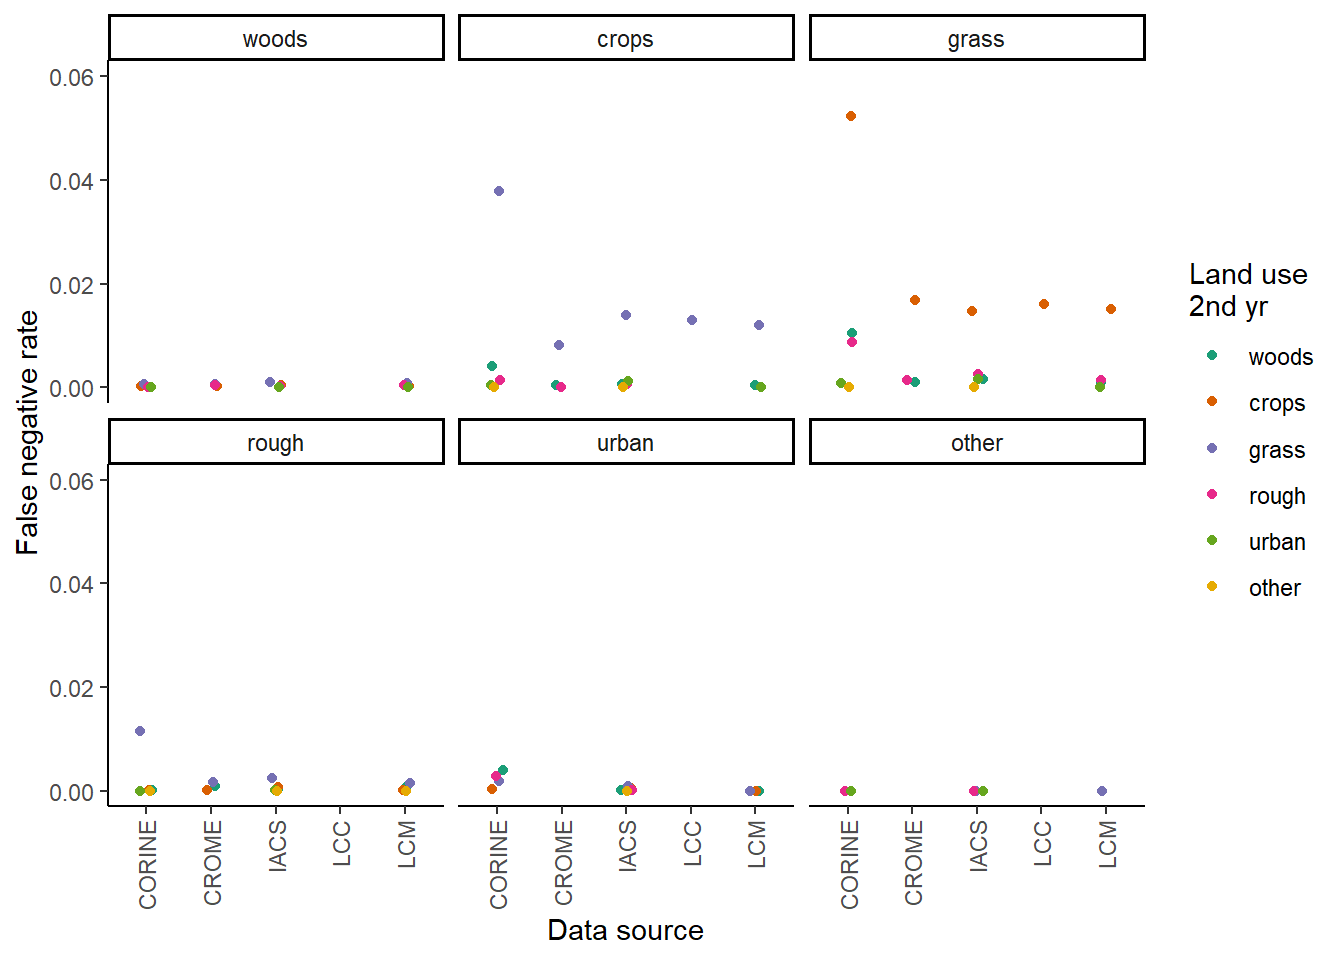 woods crops grass
0.06
0.04
0.02
0.00
rough urban other
0.06
0.04
0.02
0.00
False negative rate
CORINE CROME IACS LCC LCM CORINE CROME IACS LCC LCM CORINE CROME IACS LCC LCM
Data source
Land use
2nd yr
woods
crops
grass
rough
urban
other